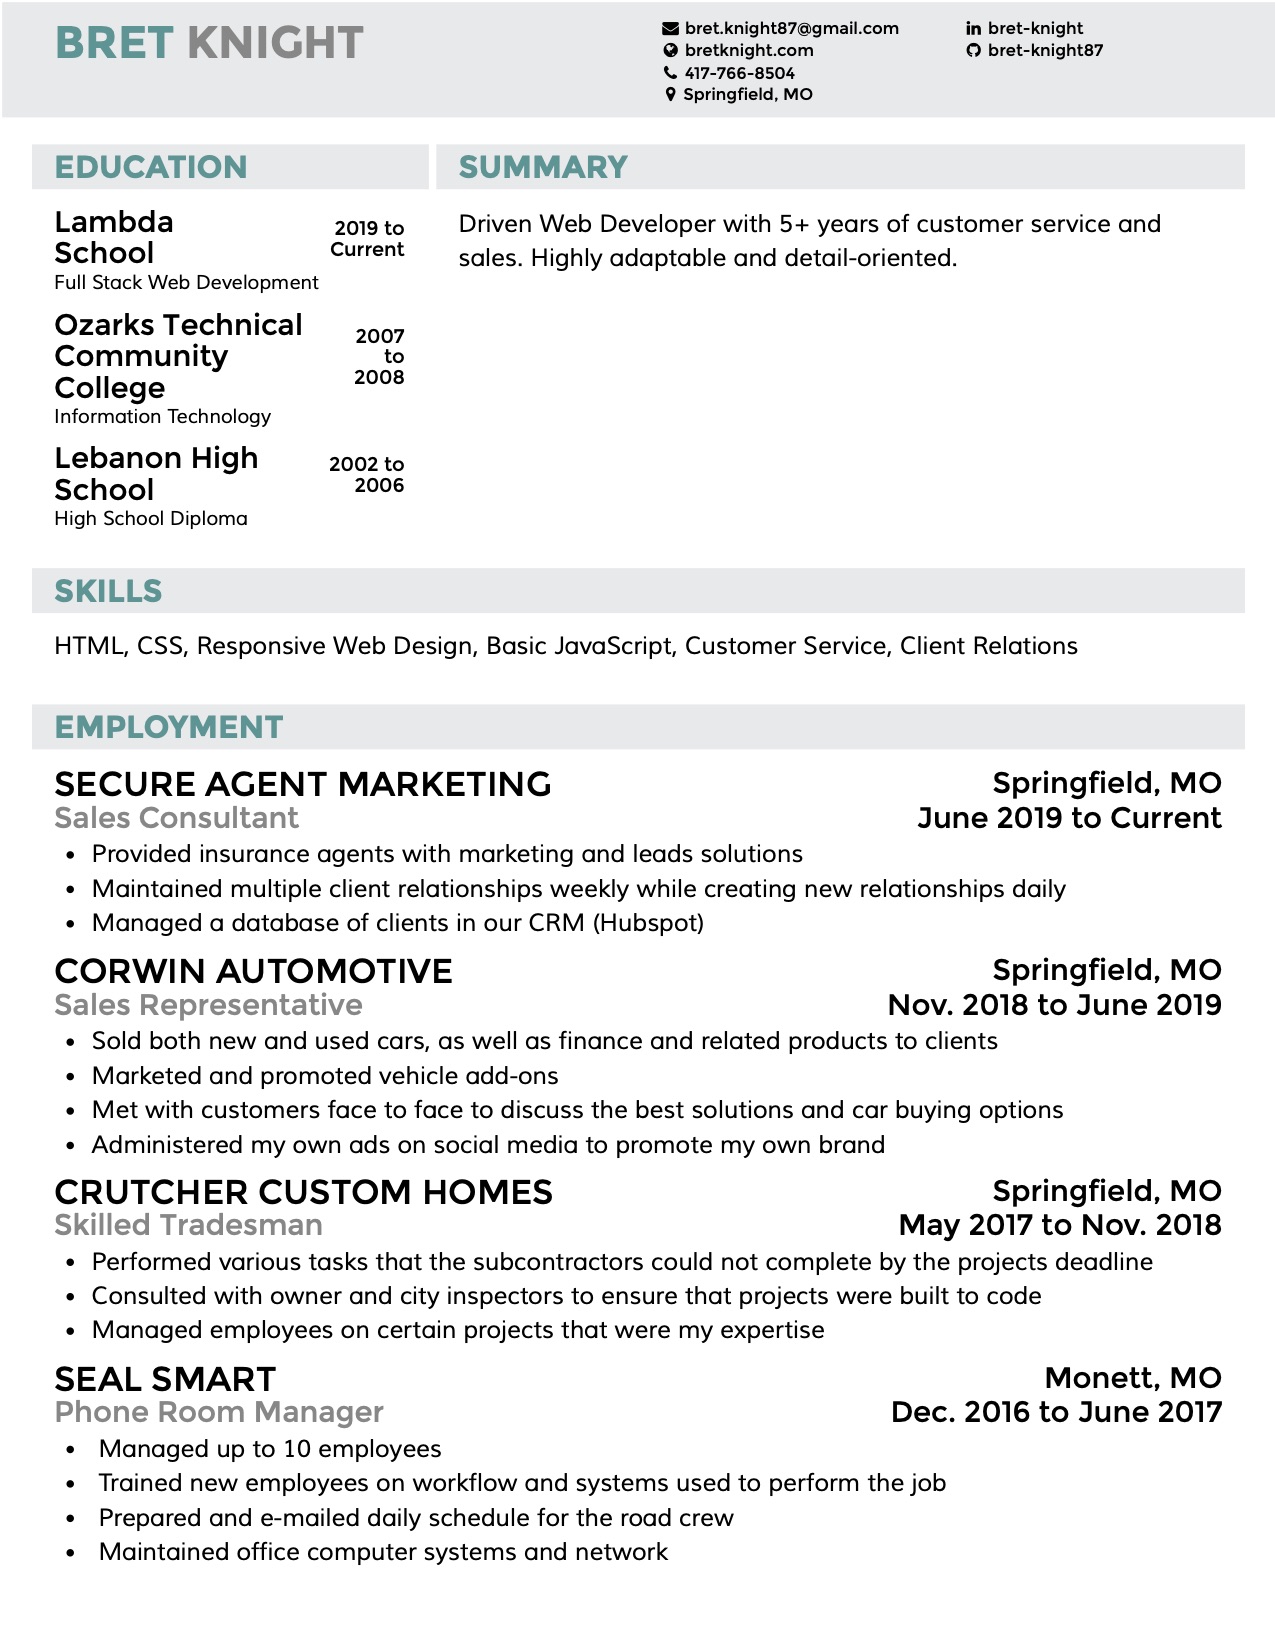 BRET KNIGHT
bret.knight87@gmail.com
bretknight.com
417-766-8504
Springfield, MO
bret-knight
bret-knight87
EDUCATION
Lambda
School
2019 to
Current
Full Stack Web Development
Ozarks Technical
Community
College
2007
to
2008
Information Technology
Lebanon High
School
2002 to
2006
High School Diploma
SUMMARY
Driven Web Developer with 5+ years of customer service and
sales. Highly adaptable and detail-oriented.
SKILLS
HTML, CSS, Responsive Web Design, Basic JavaScript, Customer Service, Client Relations
EMPLOYMENT
SECURE AGENT MARKETING Springfield, MO
Sales Consultant June 2019 to Current
• Provided insurance agents with marketing and leads solutions
• Maintained multiple client relationships weekly while creating new relationships daily
• Managed a database of clients in our CRM (Hubspot)
CORWIN AUTOMOTIVE Springfield, MO
Sales Representative Nov. 2018 to June 2019
• Sold both new and used cars, as well as finance and related products to clients
• Marketed and promoted vehicle add-ons
• Met with customers face to face to discuss the best solutions and car buying options
• Administered my own ads on social media to promote my own brand
CRUTCHER CUSTOM HOMES Springfield, MO
Skilled Tradesman May 2017 to Nov. 2018
• Performed various tasks that the subcontractors could not complete by the projects deadline
• Consulted with owner and city inspectors to ensure that projects were built to code
• Managed employees on certain projects that were my expertise
SEAL SMART Monett, MO
Phone Room Manager Dec. 2016 to June 2017
• Managed up to 10 employees
• Trained new employees on workflow and systems used to perform the job
• Prepared and e-mailed daily schedule for the road crew
• Maintained office computer systems and network